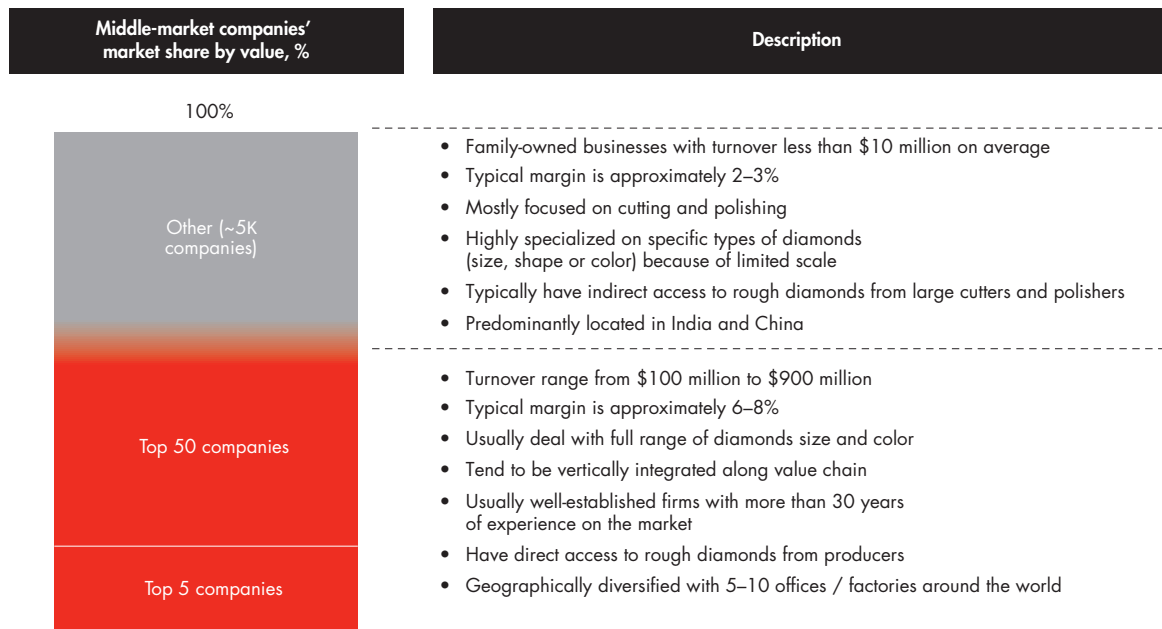 Middle-market companies’
market share by value, %
Description
100%
Other (~5K
companies)
• Family-owned businesses with turnover less than $10 million on average
• Typical margin is approximately 2–3%
• Mostly focused on cutting and polishing
• Highly specialized on specific types of diamonds
(size, shape or color) because of limited scale
• Typically have indirect access to rough diamonds from large cutters and polishers
• Predominantly located in India and China
Top 50 companies
Top 5 companies
• Turnover range from $100 million to $900 million
• Typical margin is approximately 6–8%
• Usually deal with full range of diamonds size and color
• Tend to be vertically integrated along value chain
• Usually well-established firms with more than 30 years
of experience on the market
• Have direct access to rough diamonds from producers
• Geographically diversified with 5–10 offices / factories around the world